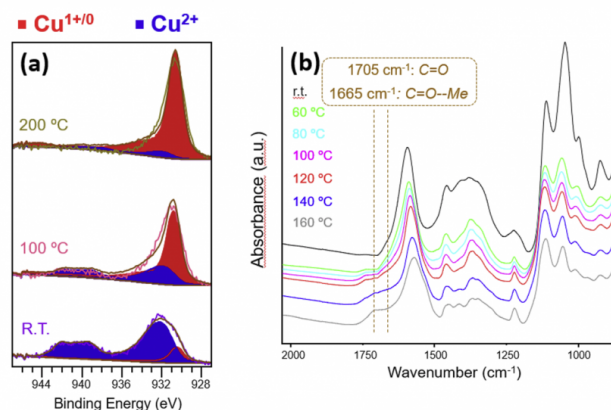 Cu1+/0 Cu2+
(a)
200 ºC
100 ºC
R.T.
944 940 936 932 928
Binding Energy (eV)
(b)
1705 cm-1: C=O
1665 cm-1: C=O--Me
r.t.
60 ºC
80 ºC
100 ºC
120 ºC
140 ºC
160 ºC
Absorbance (a.u.)
2000 1750 1500 1250 1000
Wavenumber (cm-1)